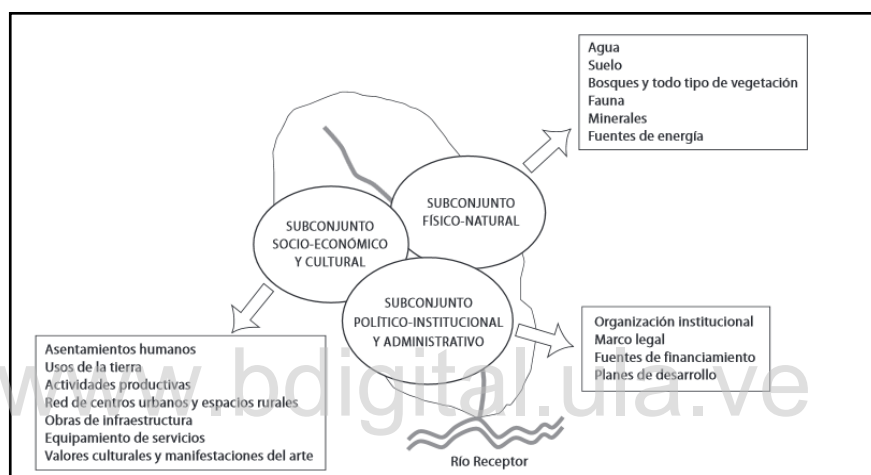 Agua
Suelo
Bosques y todo tipo de vegetación
Fauna
Minerales
Fuentes de energía
SUBCONJUNTO
FÍSICO-NATURAL
SUBCONJUNTO
SOCIO-ECONÓMICO
Y CULTURAL
SUBCONJUNTO
POLÍTICO-INSTITUCIONAL
Y ADMINISTRATIVO
Organización institucional
Marco legal
Fuentes de financiamiento
Planes de desarrollo
Asentamientos humanos
Usos de la tierra
Actividades productivas
Red de centros urbanos y espacios rurales
Obras de infraestructura
Equipamiento de servicios
Valores culturales y manifestaciones del arte
www.bdigital.ula.ve
Río Receptor